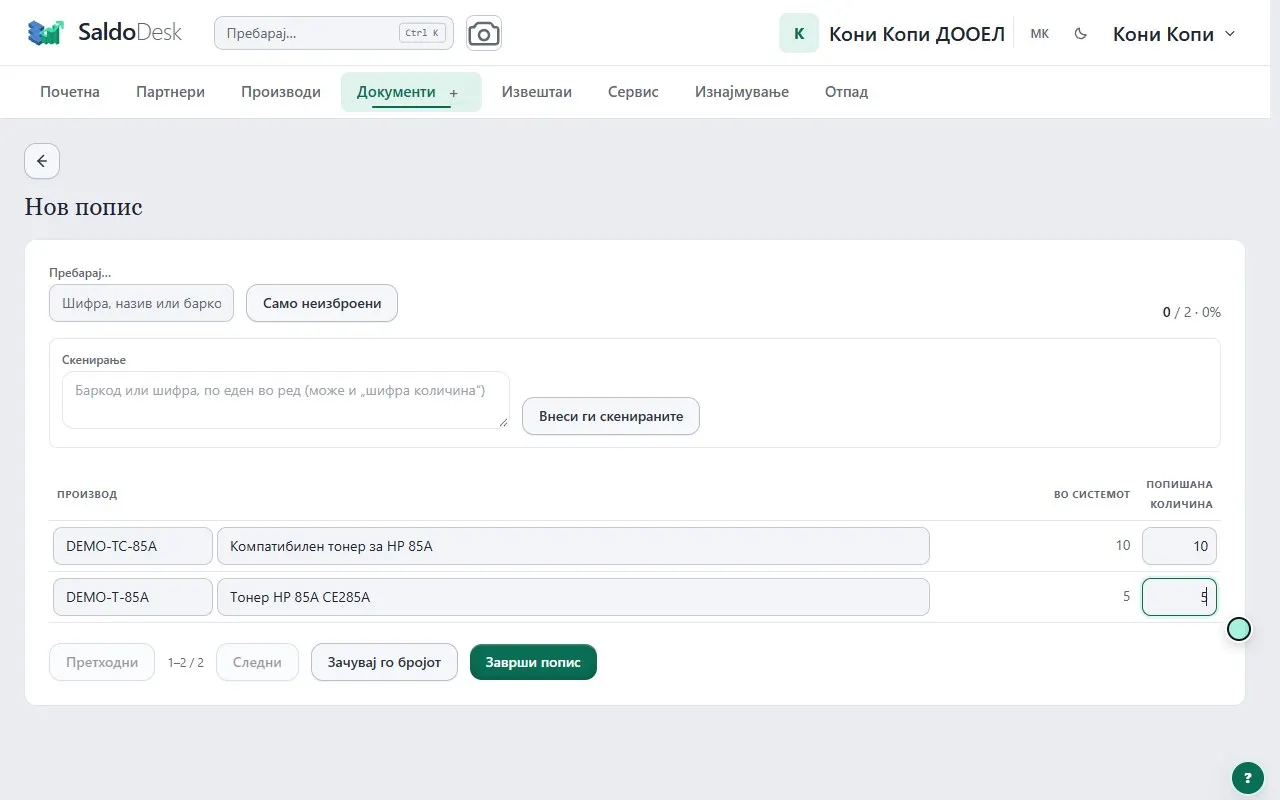 SaldoDesk
Пребарај...
Ctrl K
К
Кони Копи ДООЕЛ
МК
Кони Копи
Почетна
Партнери
Производи
Документи +
Извештаи
Сервис
Изнајмување
Отпад
Нов попис
Пребарај...
Шифра, назив или барко
Само неизброени
0 / 2 · 0%
Скенирање
Баркод или шифра, по еден во ред (може и „шифра количина“)
Внеси ги скенираните
ПРОИЗВОД
ВО СИСТЕМОТ
ПОПИШАНА
КОЛИЧИНА
DEMO-TC-85A
Компатибилен тонер за HP 85A
10
10
DEMO-T-85A
Тонер HP 85A CE285A
5
5
Претходни
1–2 / 2
Следни
Зачувај го бројот
Заврши попис
?